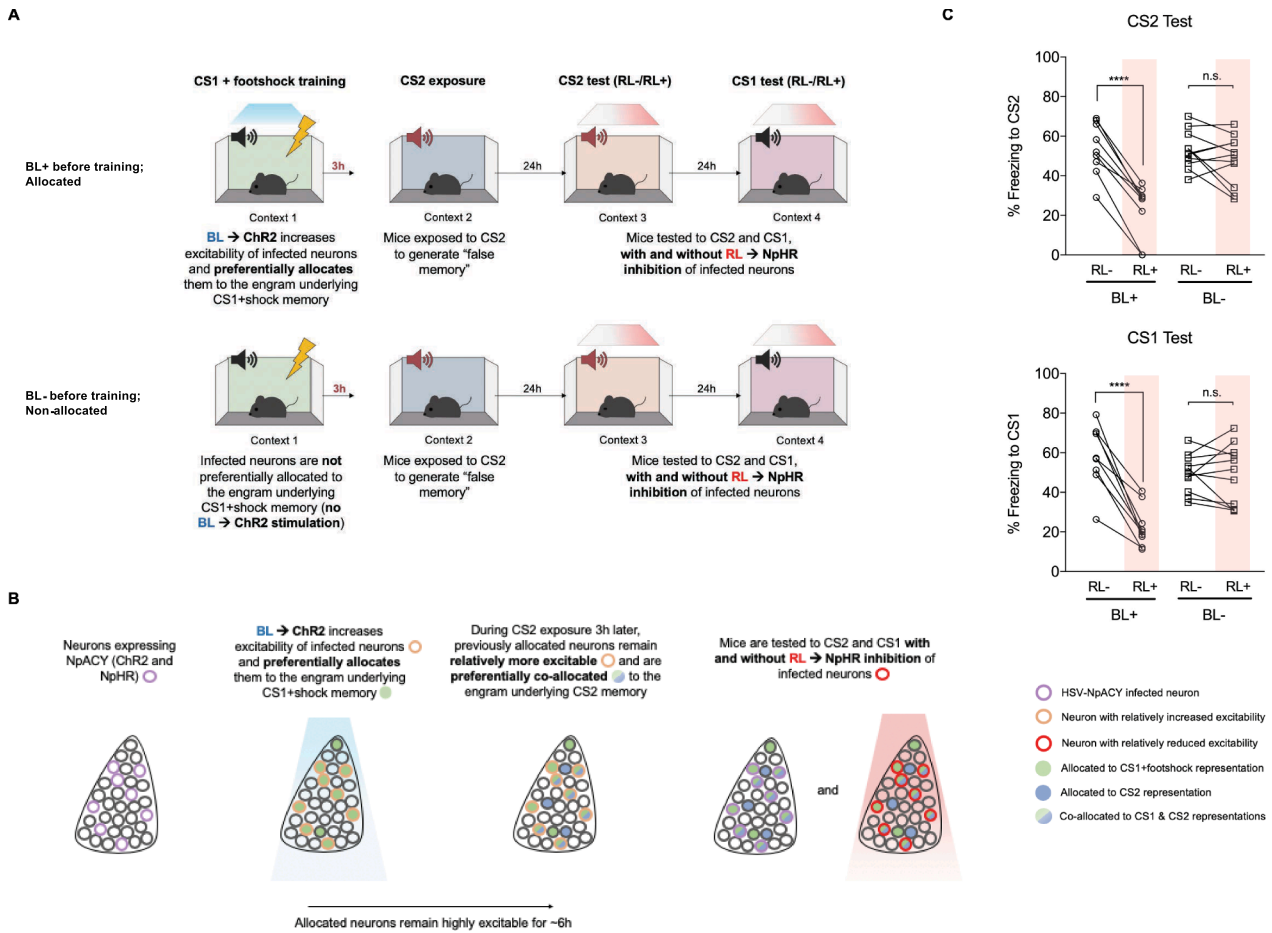 A
CS1 + footshock training
CS2 exposure
CS2 test (RL-/RL+)
CS1 test (RL-/RL+)
BL+ before training;
Allocated
3h
24h
24h
Context 1
Context 2
Context 3
Context 4
BL → ChR2 increases
excitability of infected neurons
and preferentially allocates
them to the engram underlying
CS1+shock memory
Mice exposed to CS2
to generate "false
memory"
Mice tested to CS2 and CS1,
with and without RL → NpHR
inhibition of infected neurons
BL- before training;
Non-allocated
3h
24h
24h
Context 1
Context 2
Context 3
Context 4
Infected neurons are not
preferentially allocated to
the engram underlying
CS1+shock memory (no
BL → ChR2 stimulation)
Mice exposed to CS2
to generate "false
memory"
Mice tested to CS2 and CS1,
with and without RL → NpHR
inhibition of infected neurons
B
Neurons expressing
NpACY (ChR2 and
NpHR)
BL → ChR2 increases
excitability of infected neurons
and preferentially allocates
them to the engram underlying
CS1+shock memory
During CS2 exposure 3h later,
previously allocated neurons remain
relatively more excitable and are
preferentially co-allocated to the
engram underlying CS2 memory
Mice are tested to CS2 and CS1 with
and without RL → NpHR inhibition of
infected neurons
and
Allocated neurons remain highly excitable for ~6h
HSV-NpACY infected neuron
Neuron with relatively increased excitability
Neuron with relatively reduced excitability
Allocated to CS1+footshock representation
Allocated to CS2 representation
Co-allocated to CS1 & CS2 representations
C
CS2 Test
% Freezing to CS2
100
80
60
40
20
0
****
n.s.
RL- RL+ RL- RL+
BL+ BL-
CS1 Test
% Freezing to CS1
100
80
60
40
20
0
****
n.s.
RL- RL+ RL- RL+
BL+ BL-